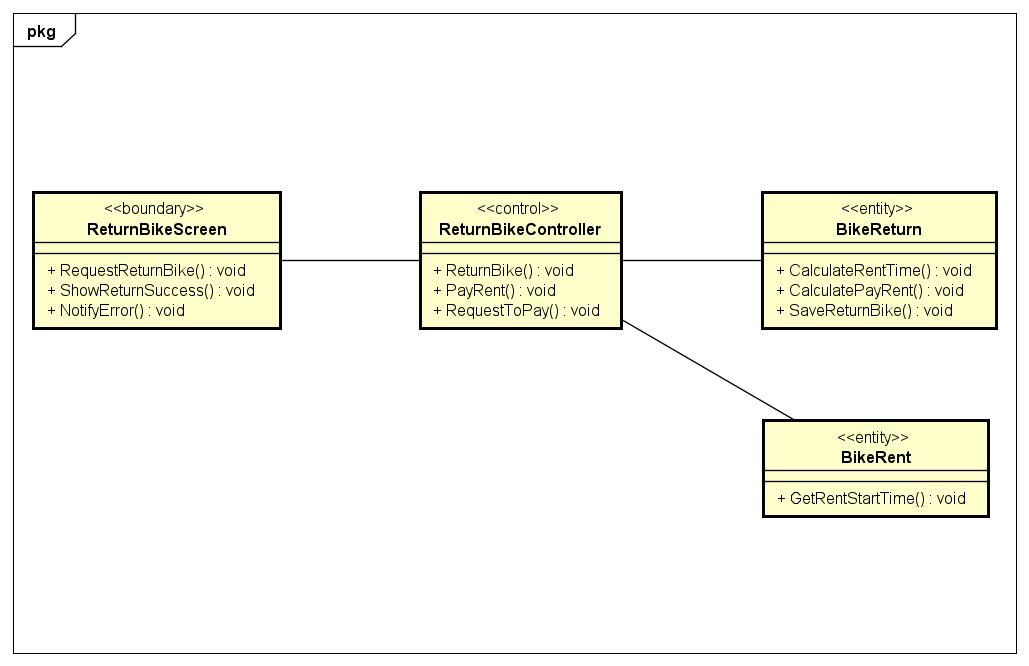 pkg
<<boundary>>
ReturnBikeScreen
+ RequestReturnBike() : void
+ ShowReturnSuccess() : void
+ NotifyError() : void
<<control>>
ReturnBikeController
+ ReturnBike() : void
+ PayRent() : void
+ RequestToPay() : void
<<entity>>
BikeReturn
+ CalculateRentTime() : void
+ CalculatePayRent() : void
+ SaveReturnBike() : void
<<entity>>
BikeRent
+ GetRentStartTime() : void